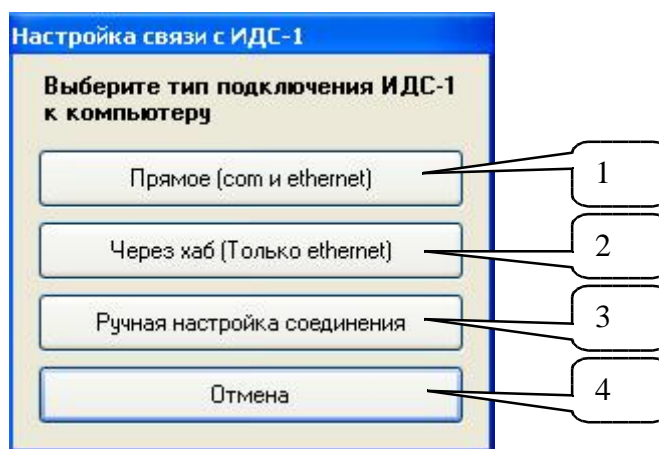 Настройка связи с ИДС-1
Выберите тип подключения ИДС-1
к компьютеру
Прямое (com и ethernet)
1
Через хаб (Только ethernet)
2
Ручная настройка соединения
3
Отмена
4